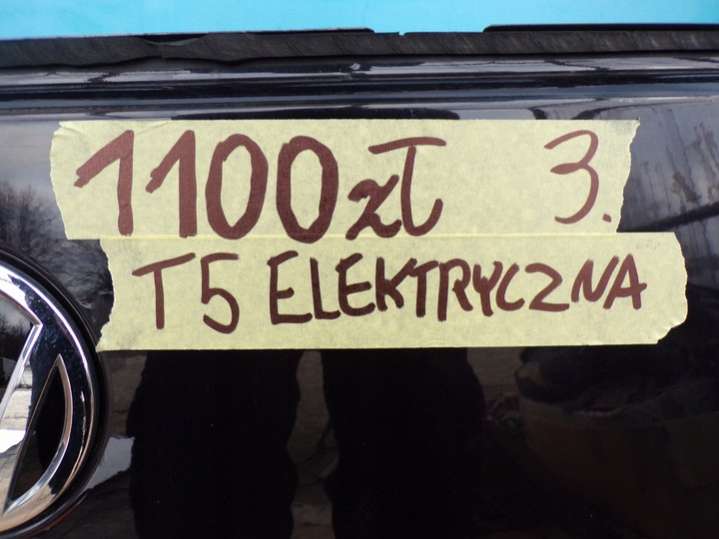 1100zł 3.
T5 ELEKTRYCZNA